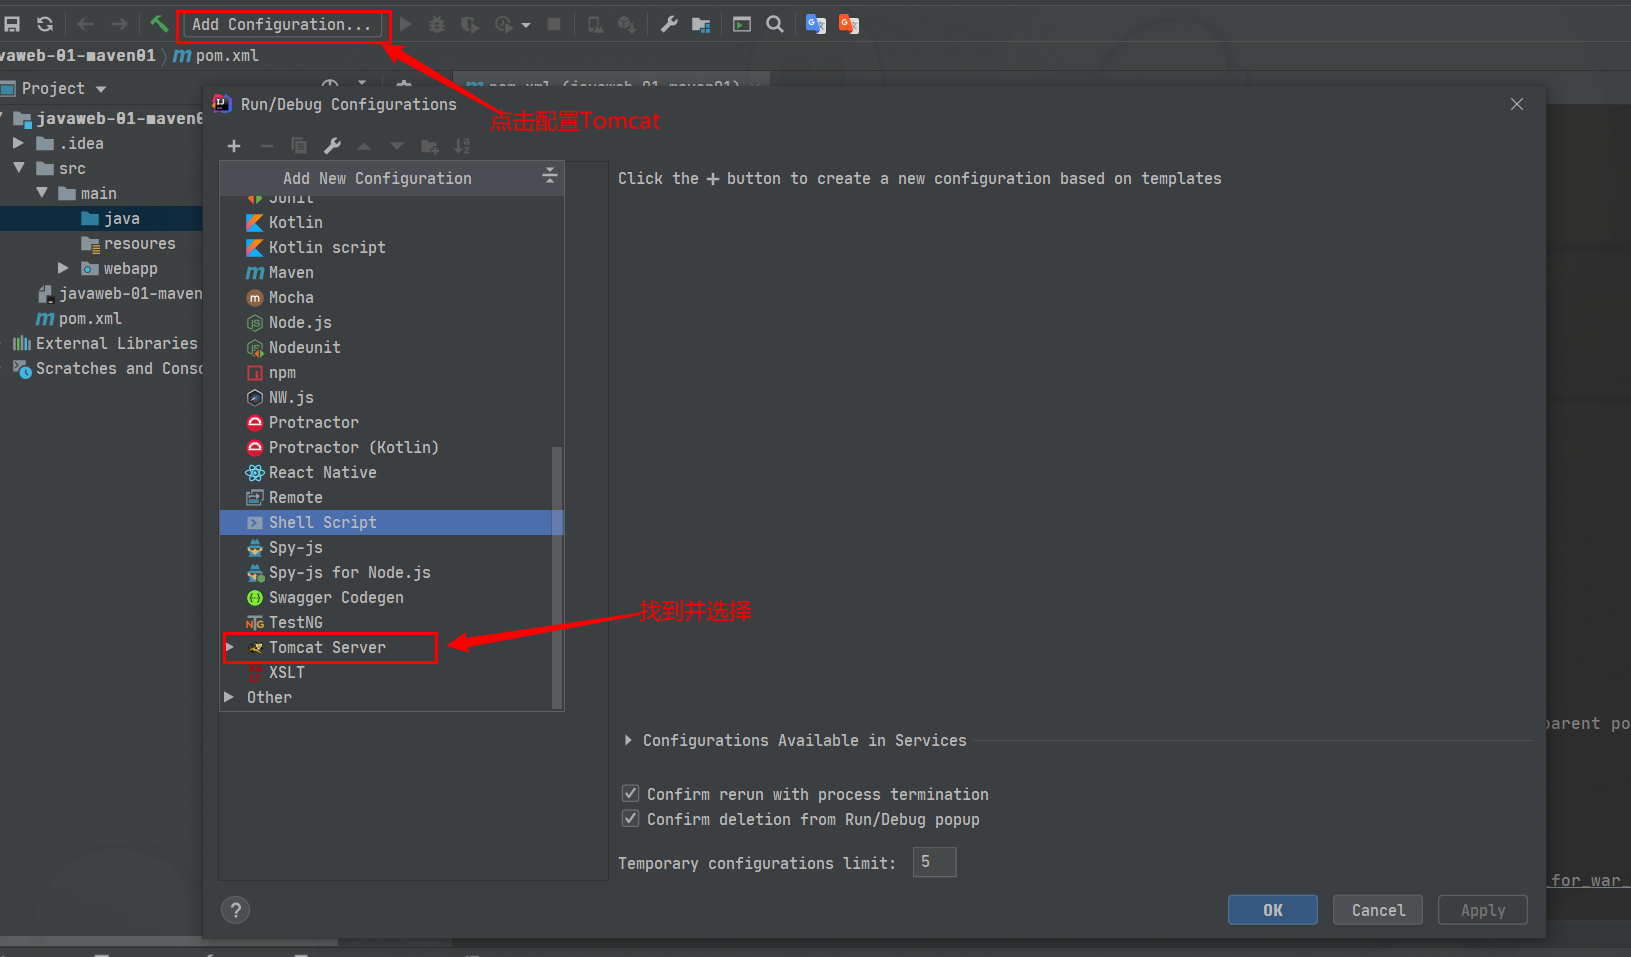 Add Configuration...
vaweb-01-maven01 pom.xml
Project
pom.xml (javaweb-01-maven01)
Run/Debug Configurations
点击配置Tomcat
javaweb-01-maven0
.idea
src
main
java
resoures
webapp
javaweb-01-maven
pom.xml
External Libraries
Scratches and Conso
Add New Configuration
Click the + button to create a new configuration based on templates
JUnit
Kotlin
Kotlin script
Maven
Mocha
Node.js
Nodeunit
npm
NW.js
Protractor
Protractor (Kotlin)
React Native
Remote
Shell Script
Spy-js
Spy-js for Node.js
Swagger Codegen
TestNG
找到并选择
Tomcat Server
XSLT
Other
parent po
Configurations Available in Services
Confirm rerun with process termination
Confirm deletion from Run/Debug popup
Temporary configurations limit: 5
_for_war_
? OK Cancel Apply